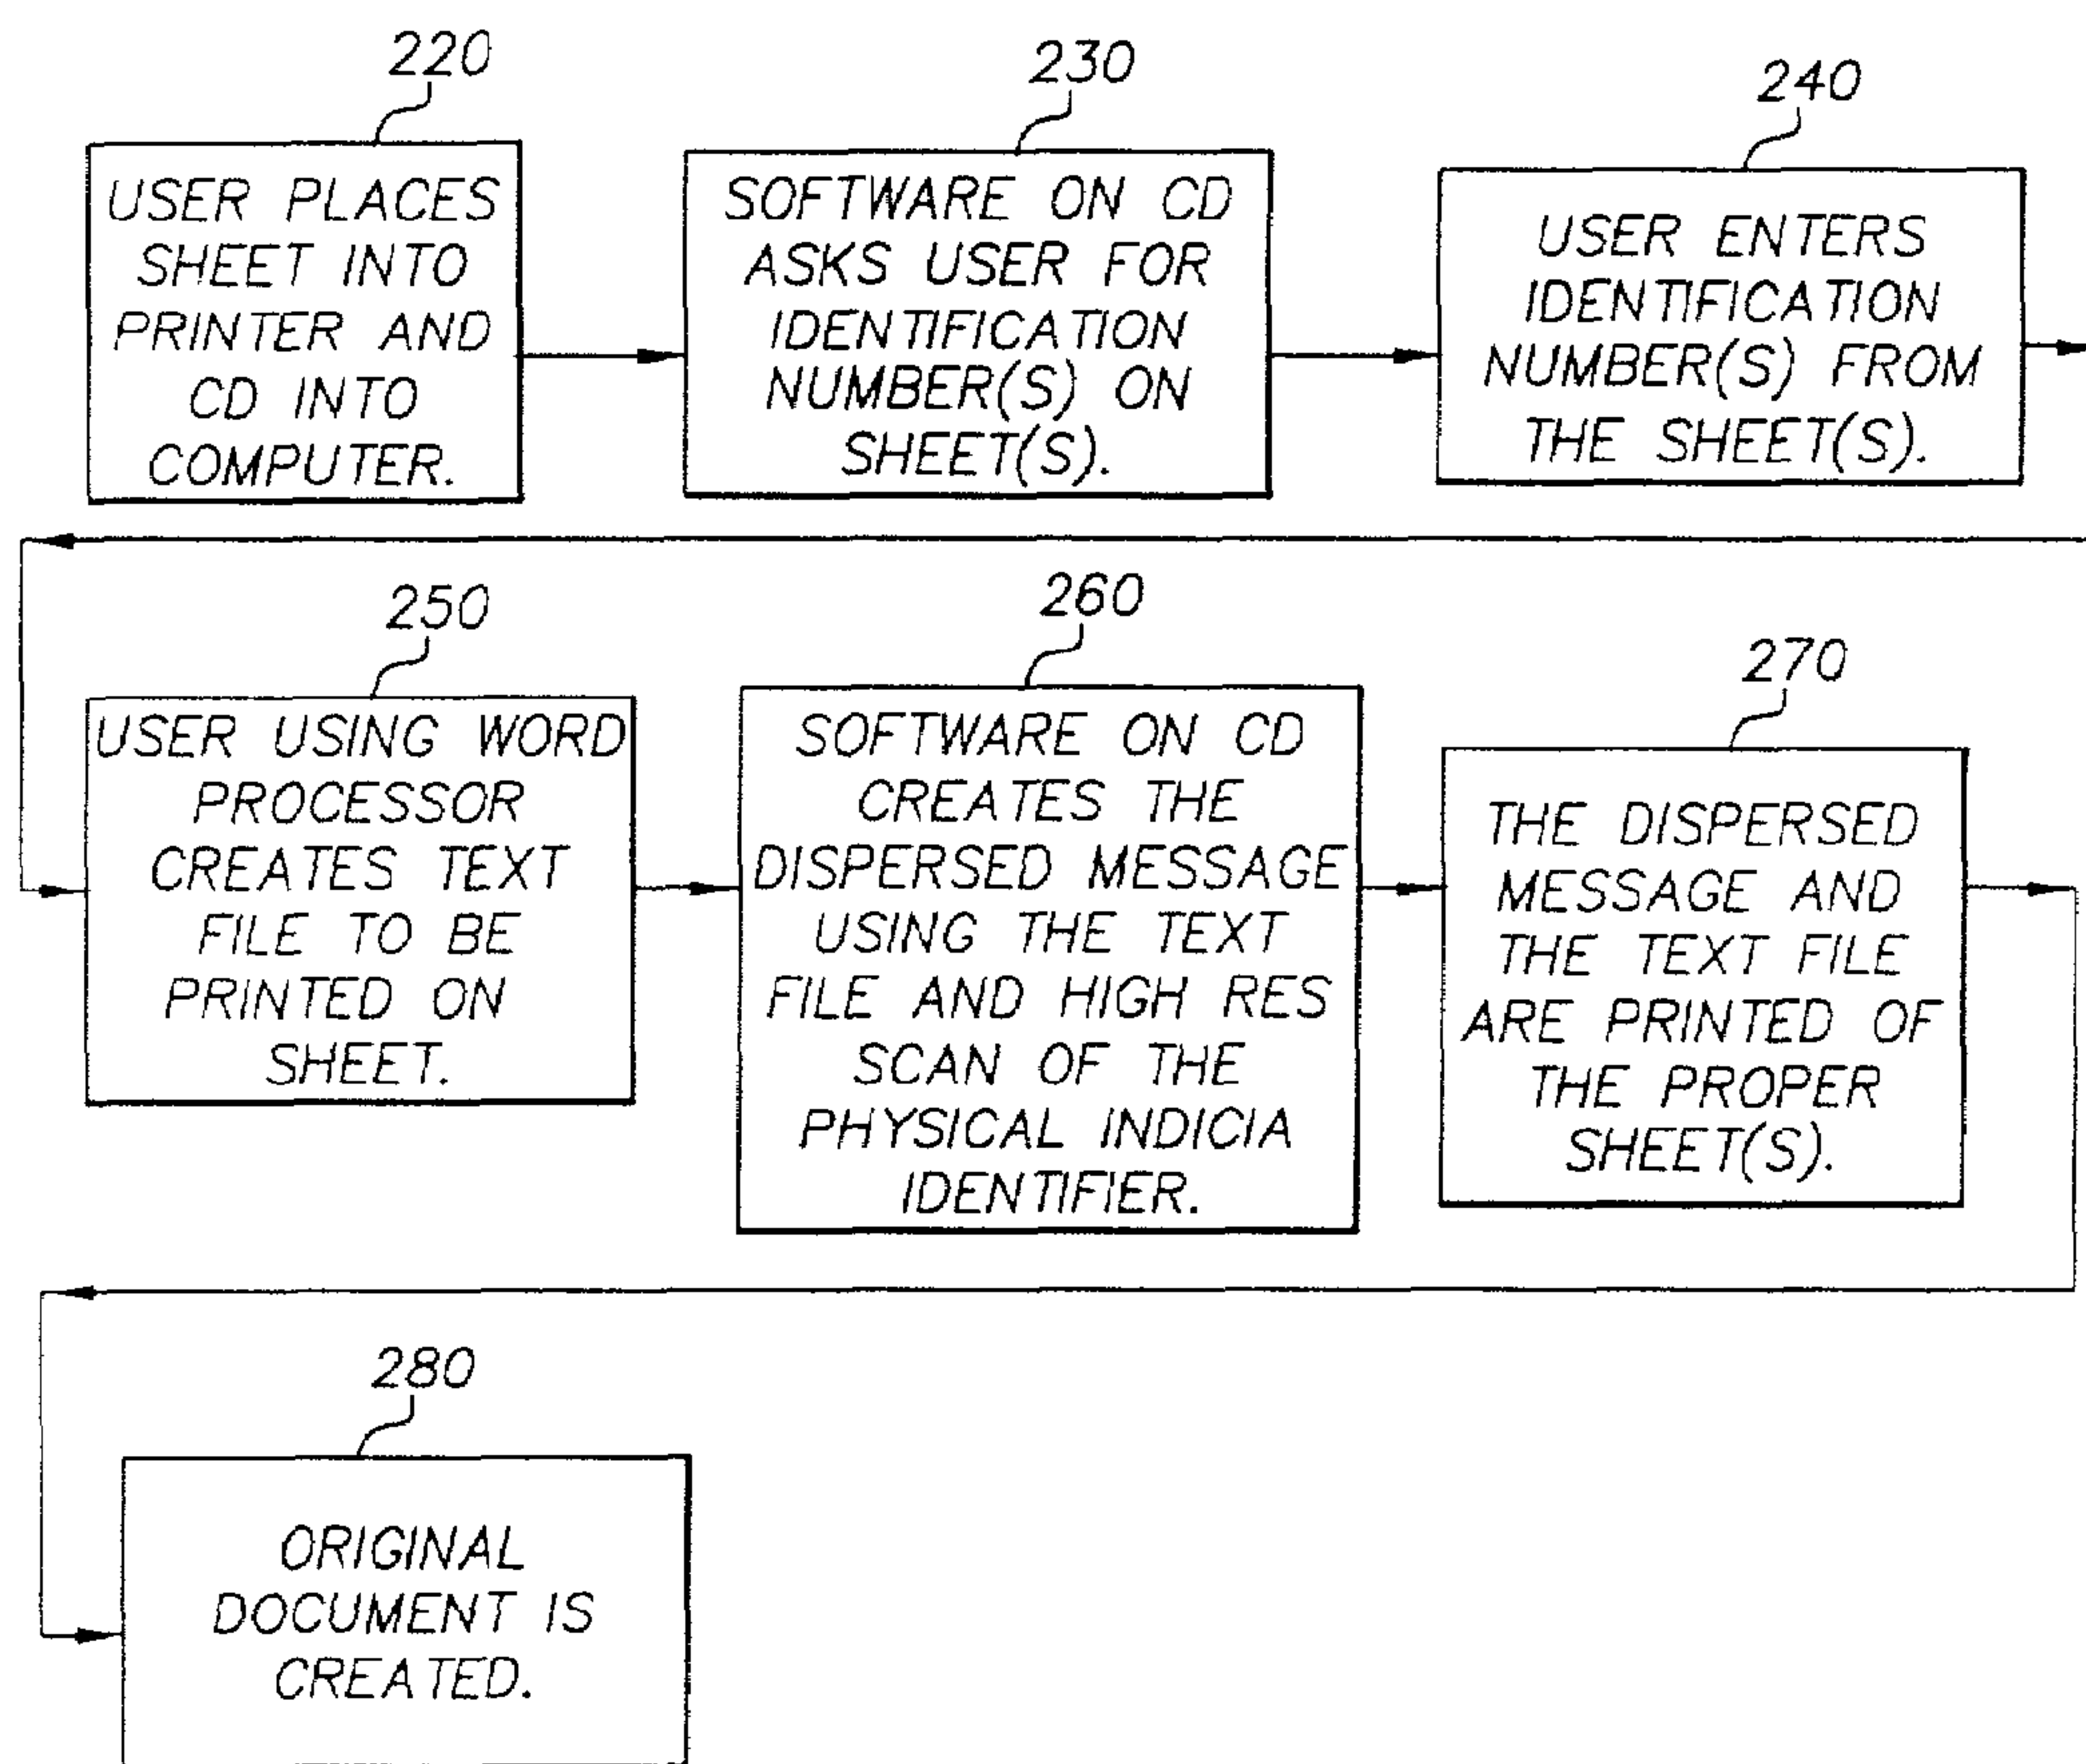 220
USER PLACES
SHEET INTO
PRINTER AND
CD INTO
COMPUTER.
230
SOFTWARE ON CD
ASKS USER FOR
IDENTIFICATION
NUMBER(S) ON
SHEET(S).
240
USER ENTERS
IDENTIFICATION
NUMBER(S) FROM
THE SHEET(S).
250
USER USING WORD
PROCESSOR
CREATES TEXT
FILE TO BE
PRINTED ON
SHEET.
260
SOFTWARE ON CD
CREATES THE
DISPERSED MESSAGE
USING THE TEXT
FILE AND HIGH RES
SCAN OF THE
PHYSICAL INDICIA
IDENTIFIER.
270
THE DISPERSED
MESSAGE AND
THE TEXT FILE
ARE PRINTED OF
THE PROPER
SHEET(S).
280
ORIGINAL
DOCUMENT IS
CREATED.